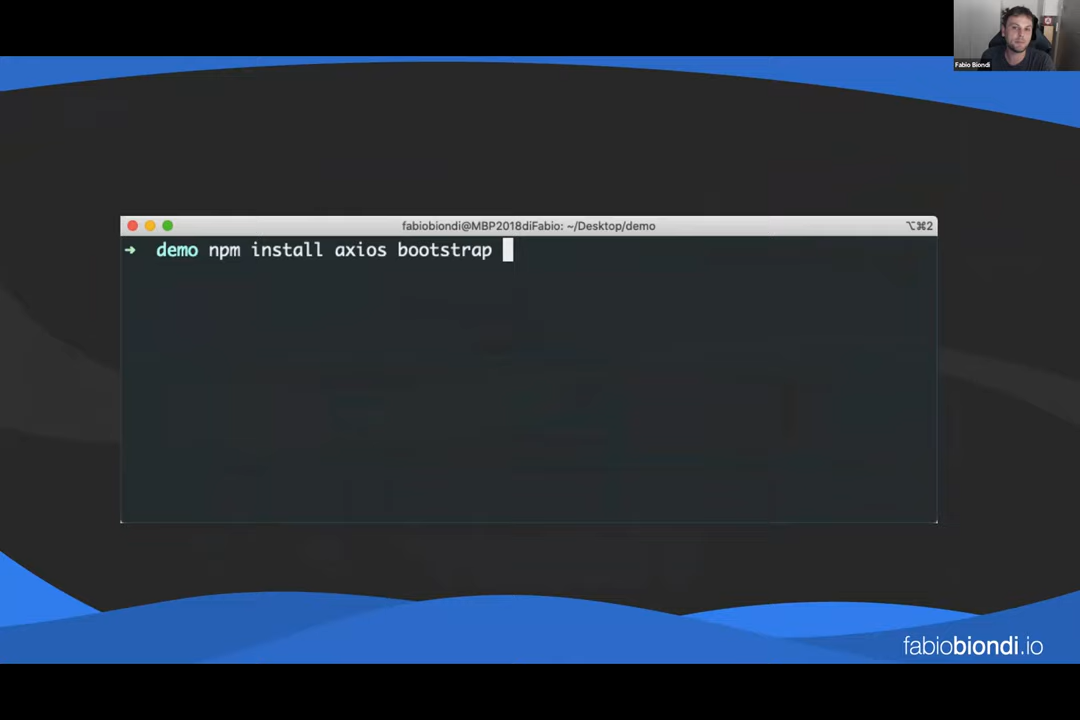 Fabio Biondi
fabiobiondi@MBP2018diFabio: ~/Desktop/demo
⌥⌘2
➜ demo npm install axios bootstrap
fabiobiondi.io